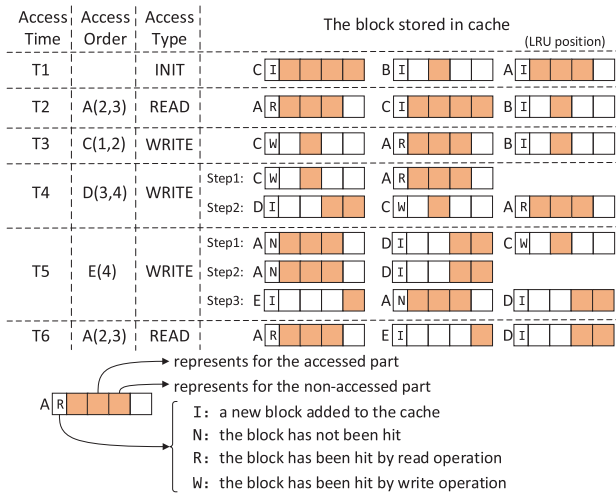 Access Time Access Order Access Type The block stored in cache
(LRU position)
T1 INIT C I B I A I
T2 A(2,3) READ A R C I B I
T3 C(1,2) WRITE C W A R B I
T4 D(3,4) WRITE Step1: C W A R
Step2: D I C W A R
T5 E(4) WRITE Step1: A N D I C W
Step2: A N D I
Step3: E I A N D I
T6 A(2,3) READ A R E I D I
represents for the accessed part
represents for the non-accessed part
A R
I: a new block added to the cache
N: the block has not been hit
R: the block has been hit by read operation
W: the block has been hit by write operation